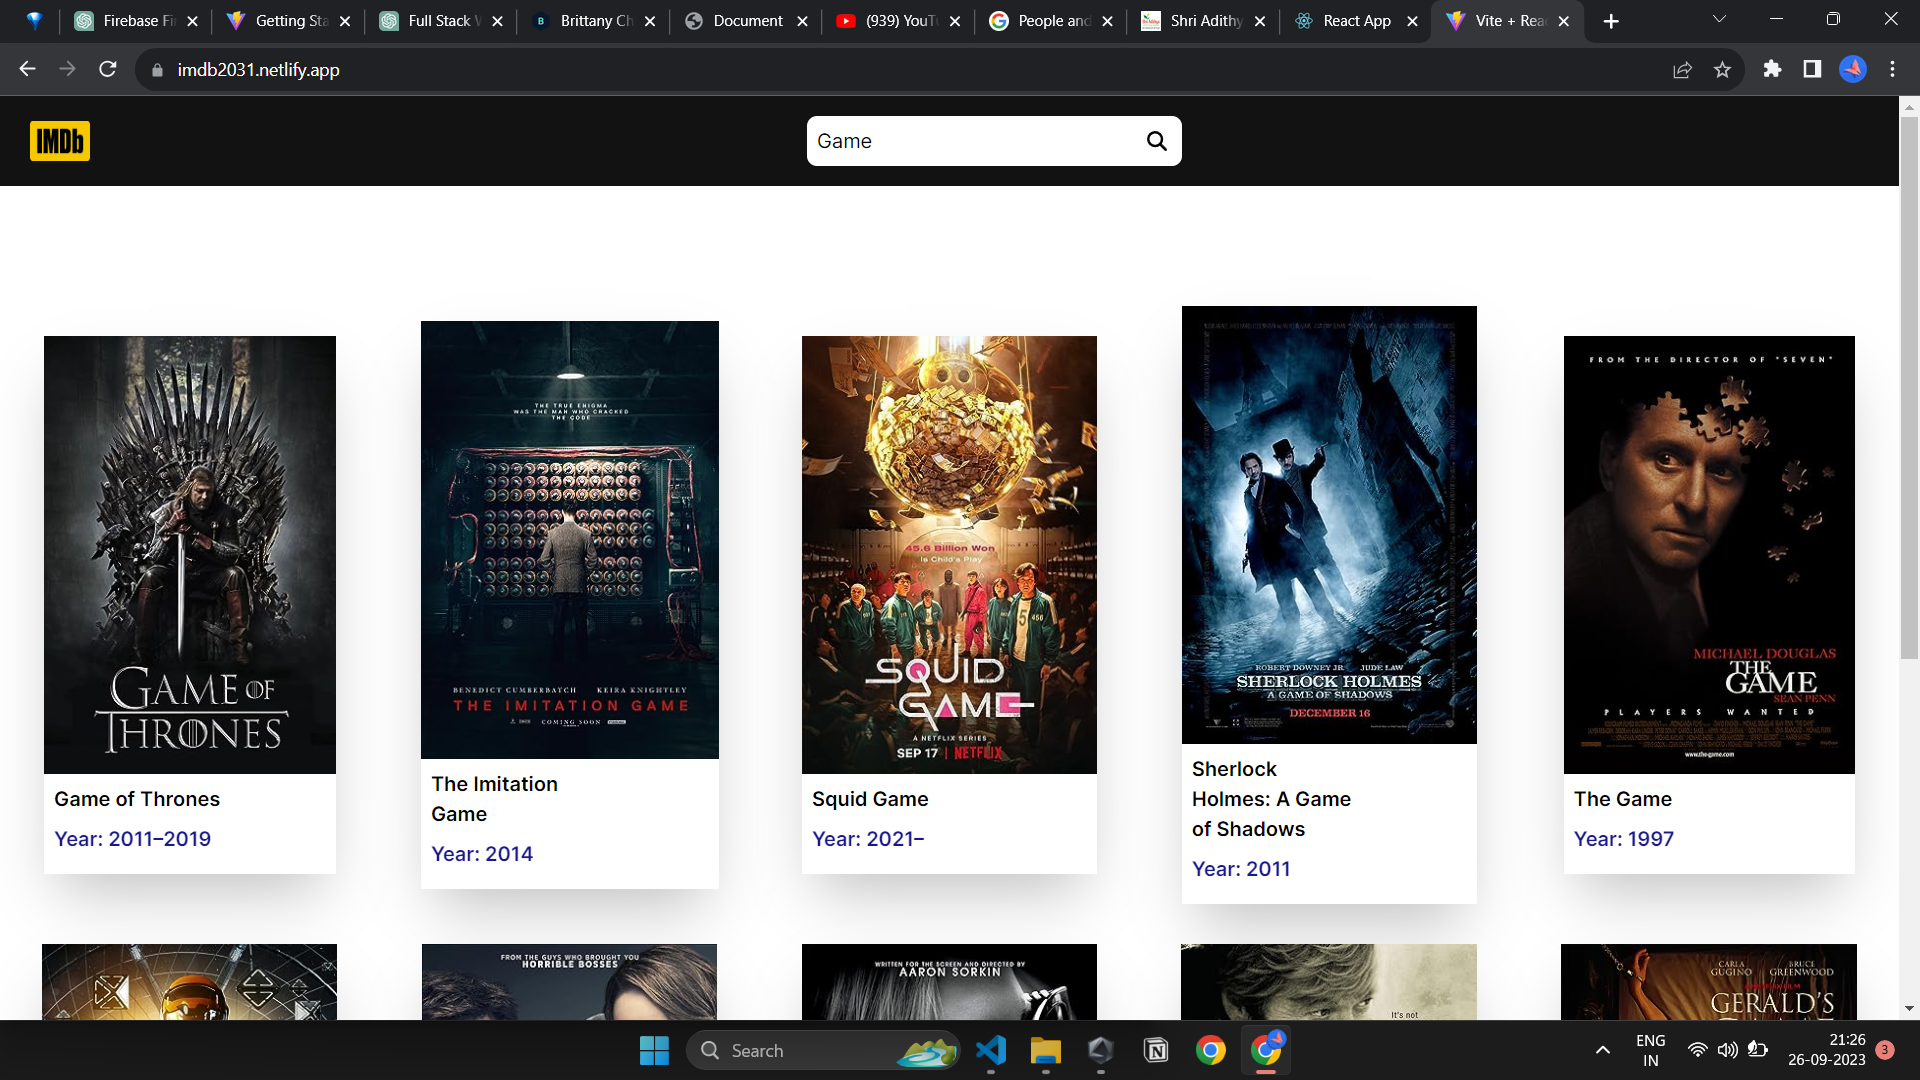 Firebase Fi
Getting Sta
Full Stack
Brittany Ch
Document
(939) YouT
People and
Shri Adithy
React App
Vite + Rea
imdb2031.netlify.app
IMDb
Game
GAME OF
THRONES
Game of Thrones
Year: 2011–2019
THE TRUE ENIGMA
WAS THE MAN WHO CRACKED
THE CODE
BENEDICT CUMBERBATCH KEIRA KNIGHTLEY
THE IMITATION GAME
COMING SOON
The Imitation
Game
Year: 2014
45.6 Billion Won
Is Child's Play
456
SQUID
GAME
A NETFLIX SERIES
SEP 17 | NETFLIX
Squid Game
Year: 2021–
ROBERT DOWNEY JR. JUDE LAW
SHERLOCK HOLMES
A GAME OF SHADOWS
DECEMBER 16
Sherlock
Holmes: A Game
of Shadows
Year: 2011
FROM THE DIRECTOR OF "SEVEN"
MICHAEL DOUGLAS
THE
GAME
SEAN PENN
PLAYERS WANTED
www.the-game.com
The Game
Year: 1997
FROM THE GUYS WHO BROUGHT YOU
HORRIBLE BOSSES
WRITTEN FOR THE SCREEN AND DIRECTED BY
AARON SORKIN
It's not
CARLA
GUGINO
BRUCE
GREENWOOD
GERALD'S
Search
ENG
IN
21:26
26-09-2023
3